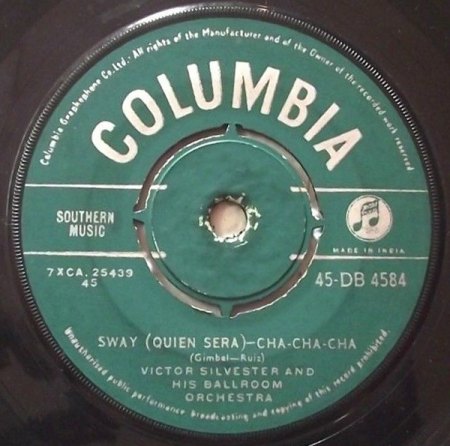 Columbia Graphophone Co. Ltd.- All rights of the Manufacturer and of the Owner of the recorded work reserved
COLUMBIA
SOUTHERN
MUSIC
MADE IN INDIA
7XCA. 25439
45
45-DB 4584
SWAY (QUIEN SERA)-CHA-CHA-CHA
(Gimbel-Ruiz)
VICTOR SILVESTER AND
HIS BALLROOM
ORCHESTRA
Unauthorised public performance broadcasting and copying of this record prohibited.